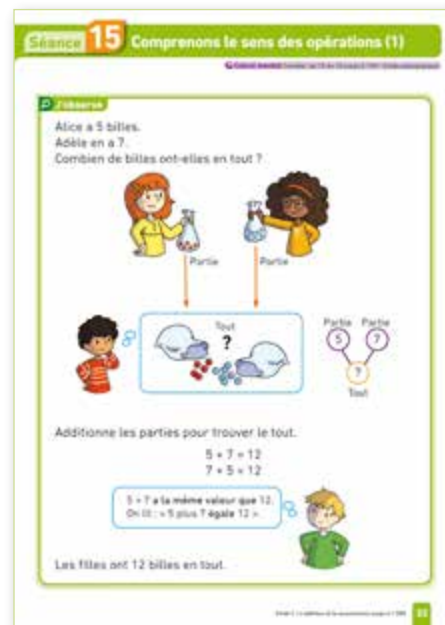 Séance 15 Comprenons le sens des opérations (1)
Calcul mental
J'observe
Alice a 5 billes.
Adèle en a 7.
Combien de billes ont-elles en tout ?
Partie
Partie
Tout
?
Partie Partie
5 7
?
Tout
Additionne les parties pour trouver le tout.
5 + 7 = 12
7 + 5 = 12
5 + 7 a la même valeur que 12.
On lit : « 5 plus 7 égale 12 ».
Les filles ont 12 billes en tout.